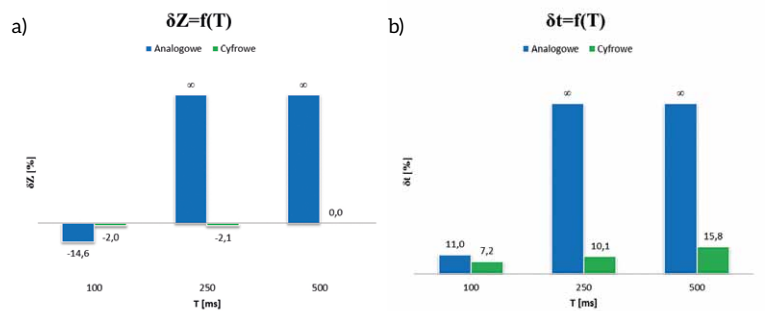 a)
δZ=f(T)
Analogowe Cyfrowe
∞ ∞
δZ [%]
0,0
-2,0 -2,1
-14,6
100 250 500
T [ms]
b)
δt=f(T)
Analogowe Cyfrowe
∞ ∞
δt [%]
11,0 7,2 10,1 15,8
100 250 500
T [ms]